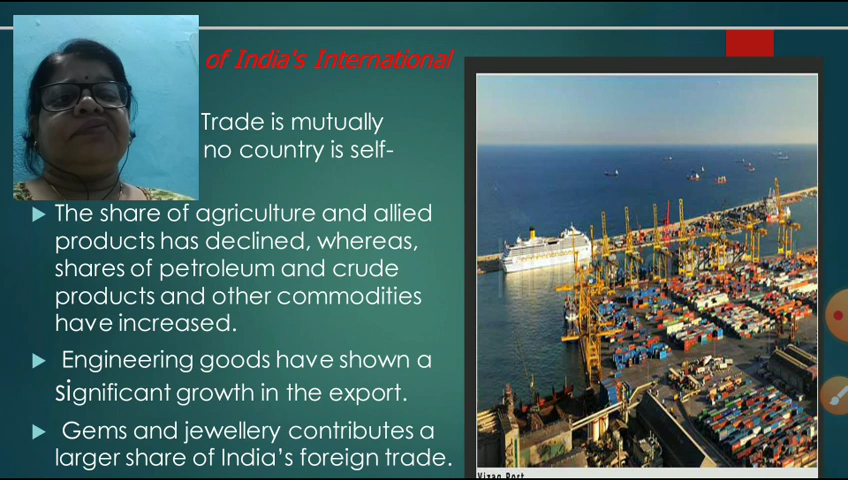 of India's International
Trade is mutually
no country is self-
The share of agriculture and allied
products has declined, whereas,
shares of petroleum and crude
products and other commodities
have increased.
Engineering goods have shown a
significant growth in the export.
Gems and jewellery contributes a
larger share of India's foreign trade.
Vizag Port